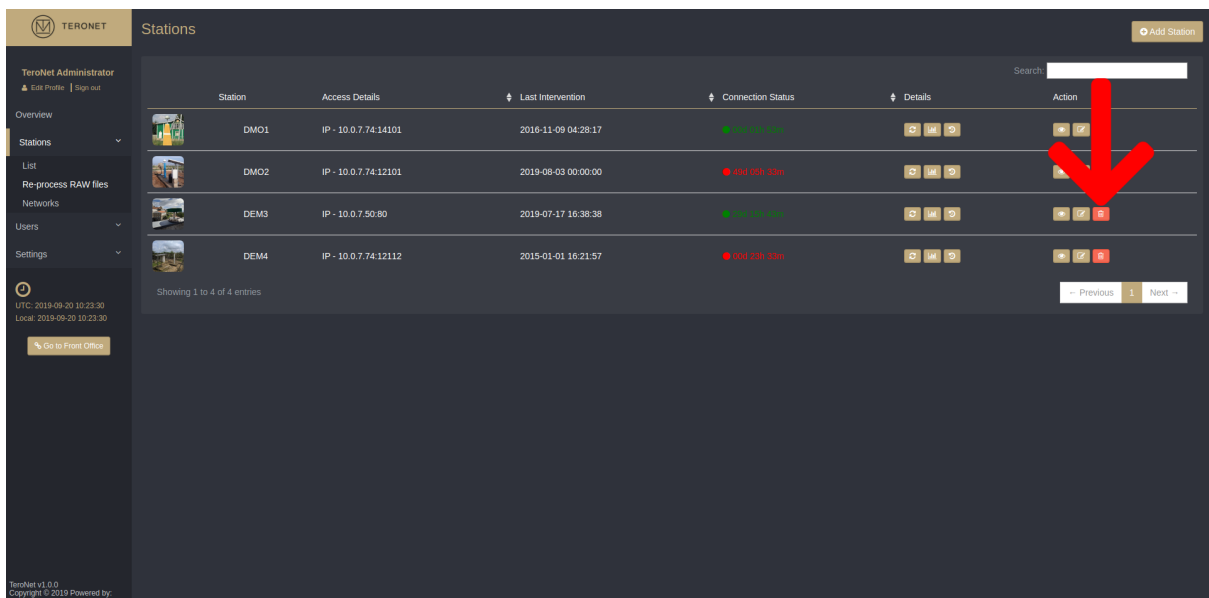 TERONET
Stations
Add Station
TeroNet Administrator
Edit Profile | Sign out
Overview
Stations
List
Re-process RAW files
Networks
Users
Settings
UTC: 2019-09-20 10:23:30
Local: 2019-09-20 10:23:30
Go to Front Office
Search:
Station Access Details Last Intervention Connection Status Details Action
DMO1 IP - 10.0.7.74:14101 2016-11-09 04:28:17
DMO2 IP - 10.0.7.74:12101 2019-08-03 00:00:00 48d 05h 33m
DEM3 IP - 10.0.7.50:80 2019-07-17 16:38:38
DEM4 IP - 10.0.7.74:12112 2015-01-01 16:21:57 00d 23h 33m
Showing 1 to 4 of 4 entries
← Previous 1 Next →
TeroNet v1.0.0
Copyright © 2019 Powered by: